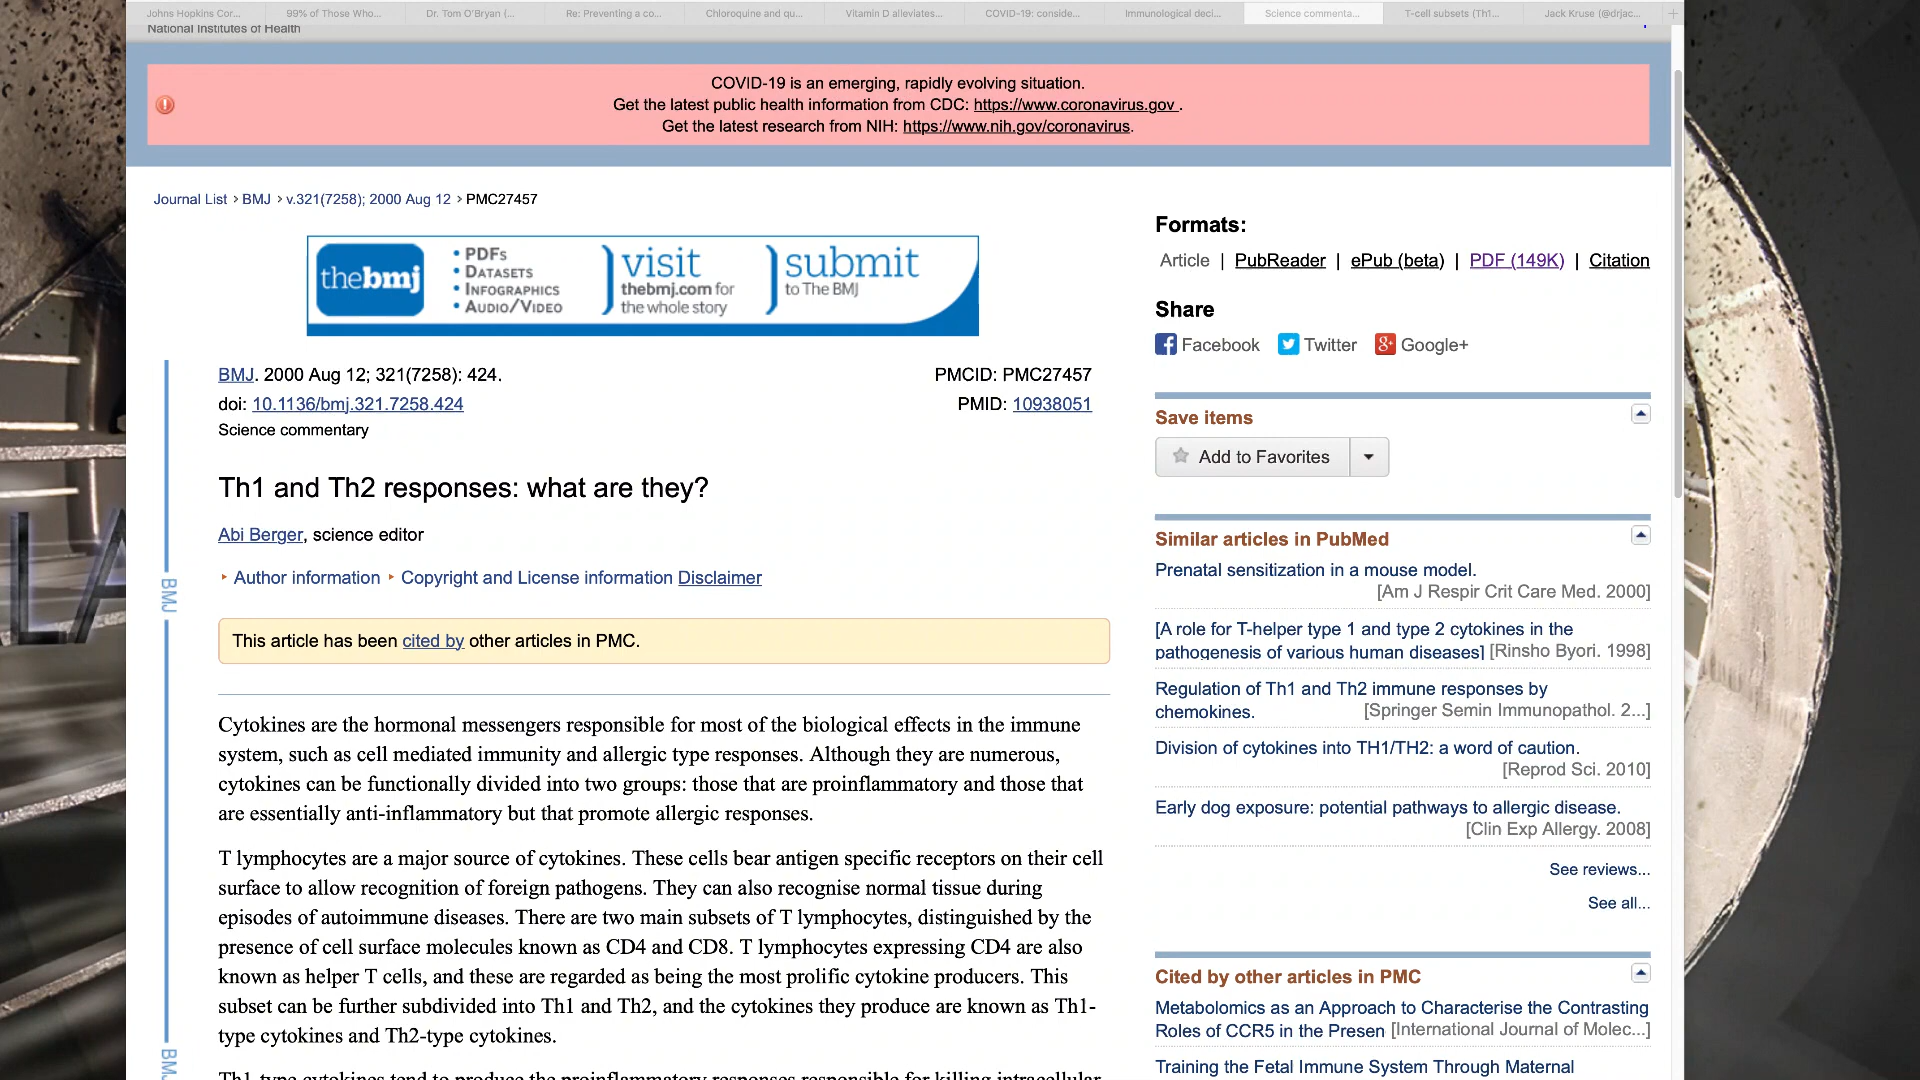 Johns Hopkins Cor...
99% of Those Who...
Dr. Tom O'Bryan (...
Re: Preventing a co...
Chloroquine and qu...
Vitamin D alleviates...
COVID-19: conside...
Immunological deci...
Science commenta...
T-cell subsets (Th1...
Jack Kruse (@drjac...
National Institutes of Health
COVID-19 is an emerging, rapidly evolving situation.
Get the latest public health information from CDC: https://www.coronavirus.gov .
Get the latest research from NIH: https://www.nih.gov/coronavirus.
Journal List > BMJ > v.321(7258); 2000 Aug 12 > PMC27457
thebmj
• PDFs
• Datasets
• Infographics
• Audio/Video
visit
thebmj.com for
the whole story
submit
to The BMJ
BMJ. 2000 Aug 12; 321(7258): 424.
PMCID: PMC27457
doi: 10.1136/bmj.321.7258.424
PMID: 10938051
Science commentary
Th1 and Th2 responses: what are they?
Abi Berger, science editor
Author information Copyright and License information Disclaimer
This article has been cited by other articles in PMC.
Cytokines are the hormonal messengers responsible for most of the biological effects in the immune
system, such as cell mediated immunity and allergic type responses. Although they are numerous,
cytokines can be functionally divided into two groups: those that are proinflammatory and those that
are essentially anti-inflammatory but that promote allergic responses.
T lymphocytes are a major source of cytokines. These cells bear antigen specific receptors on their cell
surface to allow recognition of foreign pathogens. They can also recognise normal tissue during
episodes of autoimmune diseases. There are two main subsets of T lymphocytes, distinguished by the
presence of cell surface molecules known as CD4 and CD8. T lymphocytes expressing CD4 are also
known as helper T cells, and these are regarded as being the most prolific cytokine producers. This
subset can be further subdivided into Th1 and Th2, and the cytokines they produce are known as Th1-
type cytokines and Th2-type cytokines.
Th1-type cytokines tend to produce the proinflammatory responses responsible for killing intracellular
BMJ
BMJ
Formats:
Article | PubReader | ePub (beta) | PDF (149K) | Citation
Share
Facebook Twitter Google+
Save items
Add to Favorites
Similar articles in PubMed
Prenatal sensitization in a mouse model.
[Am J Respir Crit Care Med. 2000]
[A role for T-helper type 1 and type 2 cytokines in the
pathogenesis of various human diseases] [Rinsho Byori. 1998]
Regulation of Th1 and Th2 immune responses by
chemokines. [Springer Semin Immunopathol. 2...]
Division of cytokines into TH1/TH2: a word of caution.
[Reprod Sci. 2010]
Early dog exposure: potential pathways to allergic disease.
[Clin Exp Allergy. 2008]
See reviews...
See all...
Cited by other articles in PMC
Metabolomics as an Approach to Characterise the Contrasting
Roles of CCR5 in the Presen [International Journal of Molec...]
Training the Fetal Immune System Through Maternal
LA